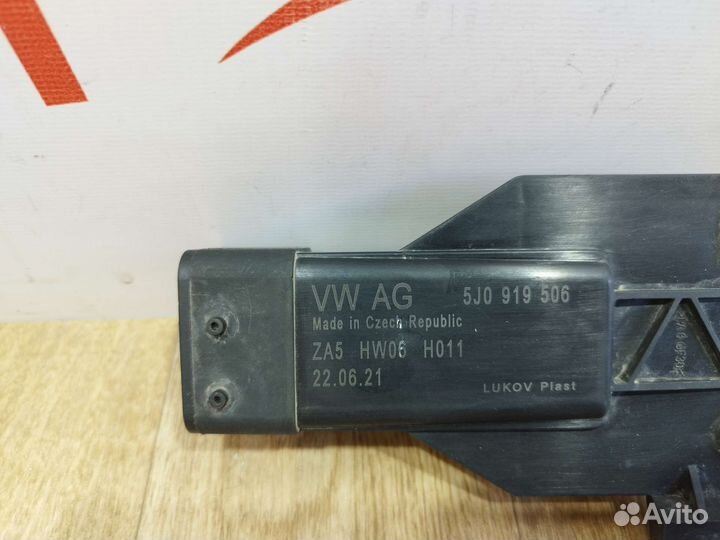 VW AG 5J0 919 506
Made in Czech Republic
ZA5 HW06 H011
22.06.21
LUKOV Plast
Avito